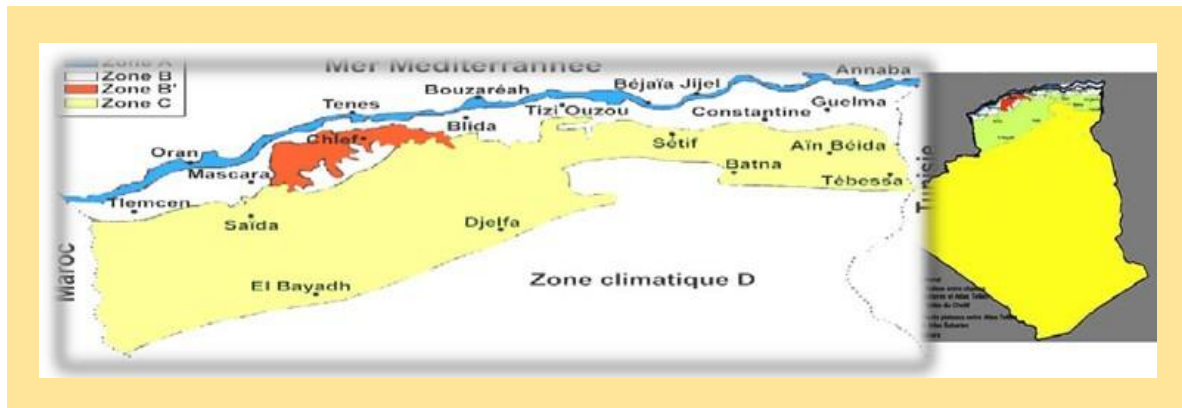 Zone A
Zone B
Zone B'
Zone C
Mer Méditerrannée
Annaba
Béjaïa Jijel
Bouzaréah
Guelma
Tenes
Tizi Ouzou
Constantine
Blida
Chlef
Oran
Sétif
Aïn Béida
Mascara
Batna
Tébessa
Tlemcen
Saïda
Djelfa
Tunisie
Maroc
El Bayadh
Zone climatique D